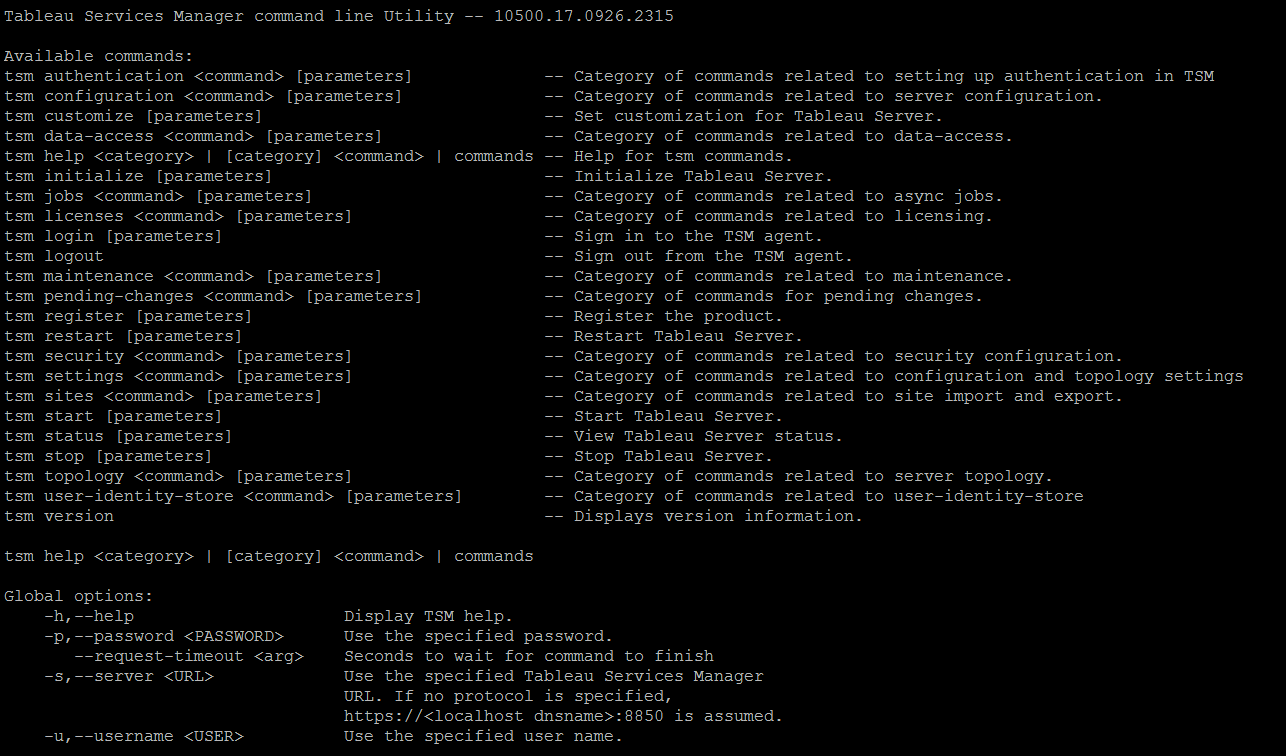 Tableau Services Manager command line Utility -- 10500.17.0926.2315
Available commands:
tsm authentication <command> [parameters] -- Category of commands related to setting up authentication in TSM
tsm configuration <command> [parameters] -- Category of commands related to server configuration.
tsm customize [parameters] -- Set customization for Tableau Server.
tsm data-access <command> [parameters] -- Category of commands related to data-access.
tsm help <category> | [category] <command> | commands -- Help for tsm commands.
tsm initialize [parameters] -- Initialize Tableau Server.
tsm jobs <command> [parameters] -- Category of commands related to async jobs.
tsm licenses <command> [parameters] -- Category of commands related to licensing.
tsm login [parameters] -- Sign in to the TSM agent.
tsm logout -- Sign out from the TSM agent.
tsm maintenance <command> [parameters] -- Category of commands related to maintenance.
tsm pending-changes <command> [parameters] -- Category of commands for pending changes.
tsm register [parameters] -- Register the product.
tsm restart [parameters] -- Restart Tableau Server.
tsm security <command> [parameters] -- Category of commands related to security configuration.
tsm settings <command> [parameters] -- Category of commands related to configuration and topology settings
tsm sites <command> [parameters] -- Category of commands related to site import and export.
tsm start [parameters] -- Start Tableau Server.
tsm status [parameters] -- View Tableau Server status.
tsm stop [parameters] -- Stop Tableau Server.
tsm topology <command> [parameters] -- Category of commands related to server topology.
tsm user-identity-store <command> [parameters] -- Category of commands related to user-identity-store
tsm version -- Displays version information.
tsm help <category> | [category] <command> | commands
Global options:
-h,--help Display TSM help.
-p,--password <PASSWORD> Use the specified password.
--request-timeout <arg> Seconds to wait for command to finish
-s,--server <URL> Use the specified Tableau Services Manager
URL. If no protocol is specified,
https://<localhost dnsname>:8850 is assumed.
-u,--username <USER> Use the specified user name.